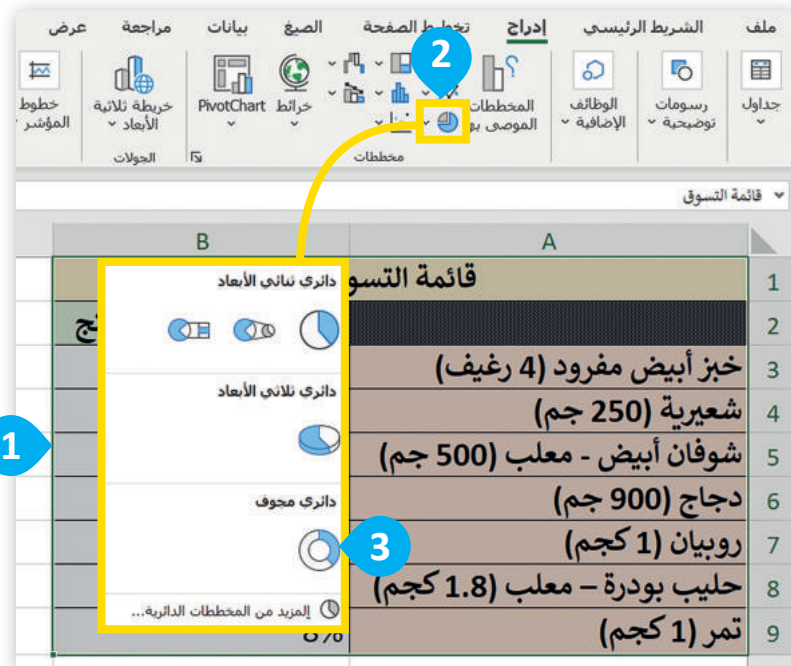 ملف الشريط الرئيسي إدراج تخطيط الصفحة الصيغ بيانات مراجعة عرض
2
جداول
رسومات توضيحية
الوظائف الإضافية
المخططات الموصى
خرائط
PivotChart
خريطة ثلاثية الأبعاد
خطوط المؤشر
مخططات
الجولات
قائمة التسوق
A B
1 قائمة التسو
2
3 خبز أبيض مفرود (4 رغيف)
4 شعيرية (250 جم)
5 شوفان أبيض - معلب (500 جم)
6 دجاج (900 جم)
7 روبيان (1 كجم)
8 حليب بودرة – معلب (1.8 كجم)
9 تمر (1 كجم)
دائري ثنائي الأبعاد
دائري ثلاثي الأبعاد
دائري مجوف
المزيد من المخططات الدائرية...
1
3